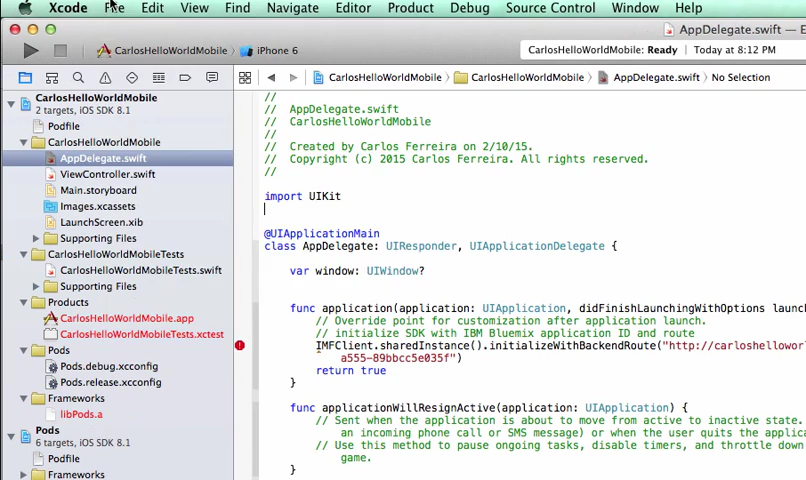 Xcode File Edit View Find Navigate Editor Product Debug Source Control Window Help
AppDelegate.swift
CarlosHelloWorldMobile iPhone 6
CarlosHelloWorldMobile: Ready Today at 8:12 PM
CarlosHelloWorldMobile CarlosHelloWorldMobile AppDelegate.swift No Selection
CarlosHelloWorldMobile
2 targets, iOS SDK 8.1
Podfile
CarlosHelloWorldMobile
AppDelegate.swift
ViewController.swift
Main.storyboard
Images.xcassets
LaunchScreen.xib
Supporting Files
CarlosHelloWorldMobileTests
CarlosHelloWorldMobileTests.swift
Supporting Files
Products
CarlosHelloWorldMobile.app
CarlosHelloWorldMobileTests.xctest
Pods
Pods.debug.xcconfig
Pods.release.xcconfig
Frameworks
libPods.a
Pods
6 targets, iOS SDK 8.1
Podfile
Frameworks
//
// AppDelegate.swift
// CarlosHelloWorldMobile
//
// Created by Carlos Ferreira on 2/10/15.
// Copyright (c) 2015 Carlos Ferreira. All rights reserved.
//
import UIKit
@UIApplicationMain
class AppDelegate: UIResponder, UIApplicationDelegate {
var window: UIWindow?
func application(application: UIApplication, didFinishLaunchingWithOptions launch
// Override point for customization after application launch.
// initialize SDK with IBM Bluemix application ID and route
IMFClient.sharedInstance().initializeWithBackendRoute("http://carloshellowor
a555-89bbcc5e035f")
return true
}
func applicationWillResignActive(application: UIApplication) {
// Sent when the application is about to move from active to inactive state.
an incoming phone call or SMS message) or when the user quits the applica
// Use this method to pause ongoing tasks, disable timers, and throttle down
game.
}